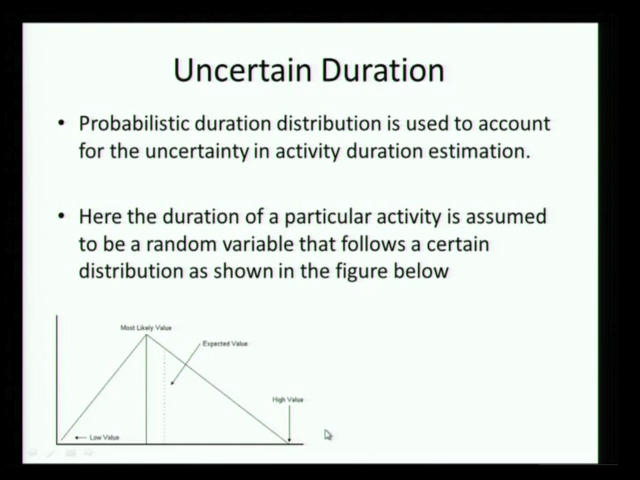 Uncertain Duration
• Probabilistic duration distribution is used to account
for the uncertainty in activity duration estimation.
• Here the duration of a particular activity is assumed
to be a random variable that follows a certain
distribution as shown in the figure below
Most Likely Value
Expected Value
High Value
Low Value